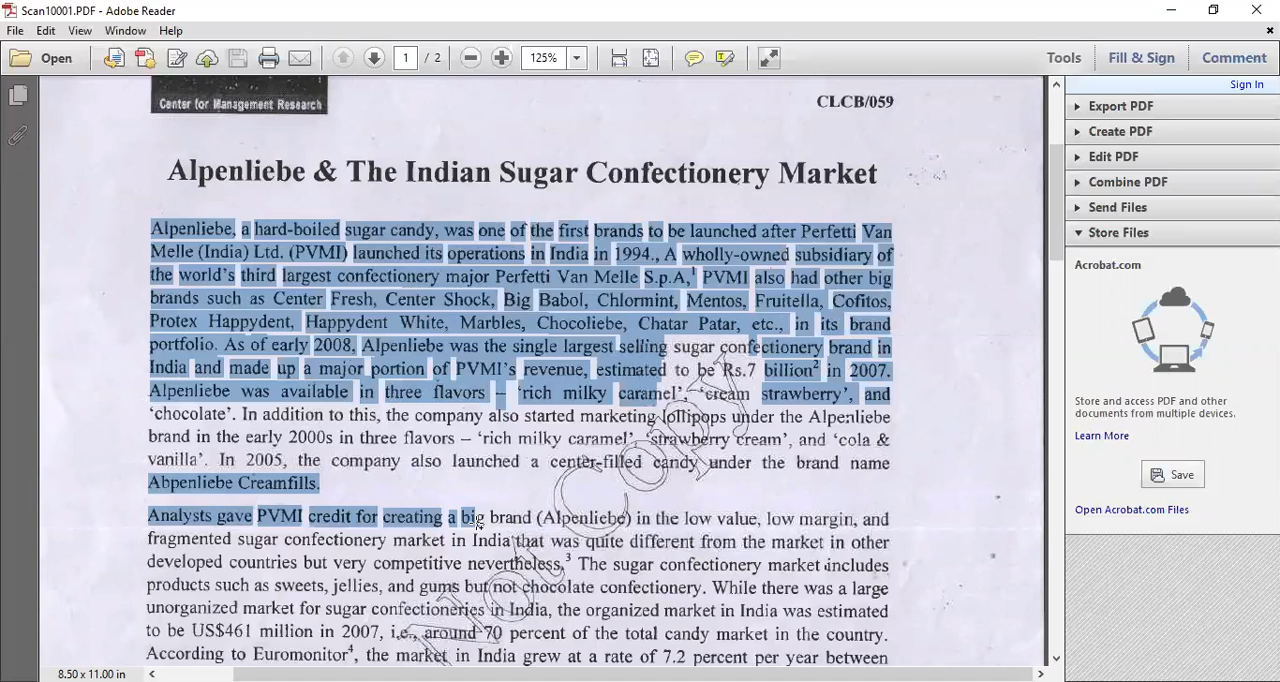 Scan10001.PDF - Adobe Reader
File Edit View Window Help
Open 1 / 2 125% Tools Fill & Sign Comment
Sign In
Center for Management Research
CLCB/059
Alpenliebe & The Indian Sugar Confectionery Market
Alpenliebe, a hard-boiled sugar candy, was one of the first brands to be launched after Perfetti Van
Melle (India) Ltd. (PVMI) launched its operations in India in 1994., A wholly-owned subsidiary of
the world's third largest confectionery major Perfetti Van Melle S.p.A,1 PVMI also had other big
brands such as Center Fresh, Center Shock, Big Babol, Chlormint, Mentos, Fruitella, Cofitos,
Protex Happydent, Happydent White, Marbles, Chocoliebe, Chatar Patar, etc., in its brand
portfolio. As of early 2008, Alpenliebe was the single largest selling sugar confectionery brand in
India and made up a major portion of PVMI's revenue, estimated to be Rs.7 billion2 in 2007.
Alpenliebe was available in three flavors – 'rich milky caramel', 'cream strawberry', and
'chocolate'. In addition to this, the company also started marketing lollipops under the Alpenliebe
brand in the early 2000s in three flavors – 'rich milky caramel' 'strawberry cream', and 'cola &
vanilla'. In 2005, the company also launched a center-filled candy under the brand name
Abpenliebe Creamfills.
Analysts gave PVMI credit for creating a big brand (Alpenliebe) in the low value, low margin, and
fragmented sugar confectionery market in India that was quite different from the market in other
developed countries but very competitive nevertheless.3 The sugar confectionery market includes
products such as sweets, jellies, and gums but not chocolate confectionery. While there was a large
unorganized market for sugar confectioneries in India, the organized market in India was estimated
to be US$461 million in 2007, i.e., around 70 percent of the total candy market in the country.
According to Euromonitor4, the market in India grew at a rate of 7.2 percent per year between
Not Copy
8.50 x 11.00 in
Export PDF
Create PDF
Edit PDF
Combine PDF
Send Files
Store Files
Acrobat.com
Store and access PDF and other
documents from multiple devices.
Learn More
Save
Open Acrobat.com Files